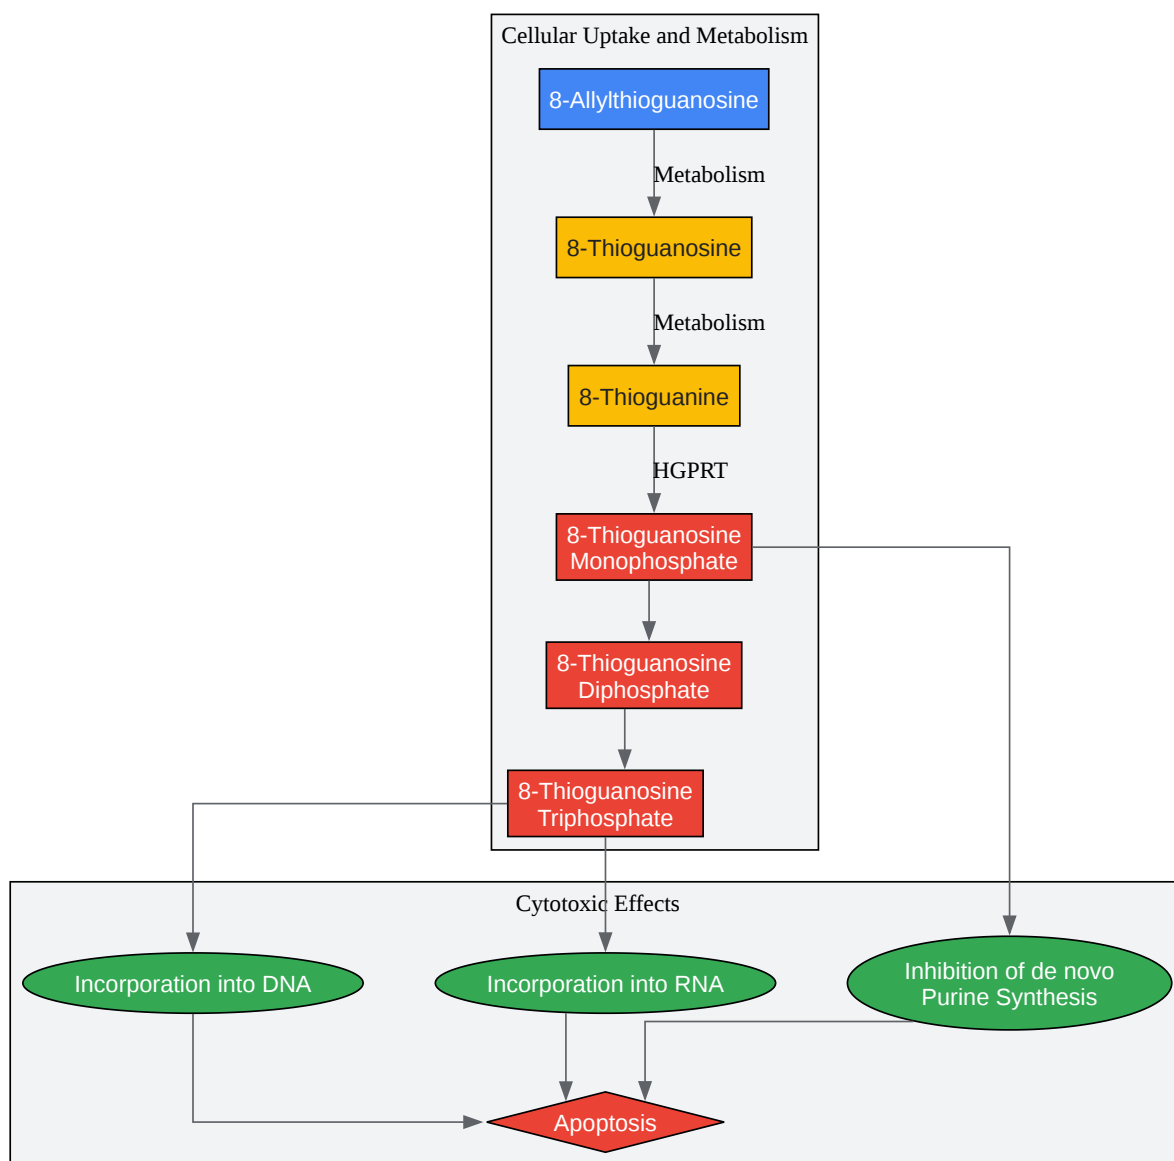 Cellular Uptake and Metabolism
8-Allylthioguanosine
Metabolism
8-Thioguanosine
Metabolism
8-Thioguanine
HGPRT
8-Thioguanosine
Monophosphate
8-Thioguanosine
Diphosphate
8-Thioguanosine
Triphosphate
Cytotoxic Effects
Incorporation into DNA
Incorporation into RNA
Inhibition of de novo
Purine Synthesis
Apoptosis